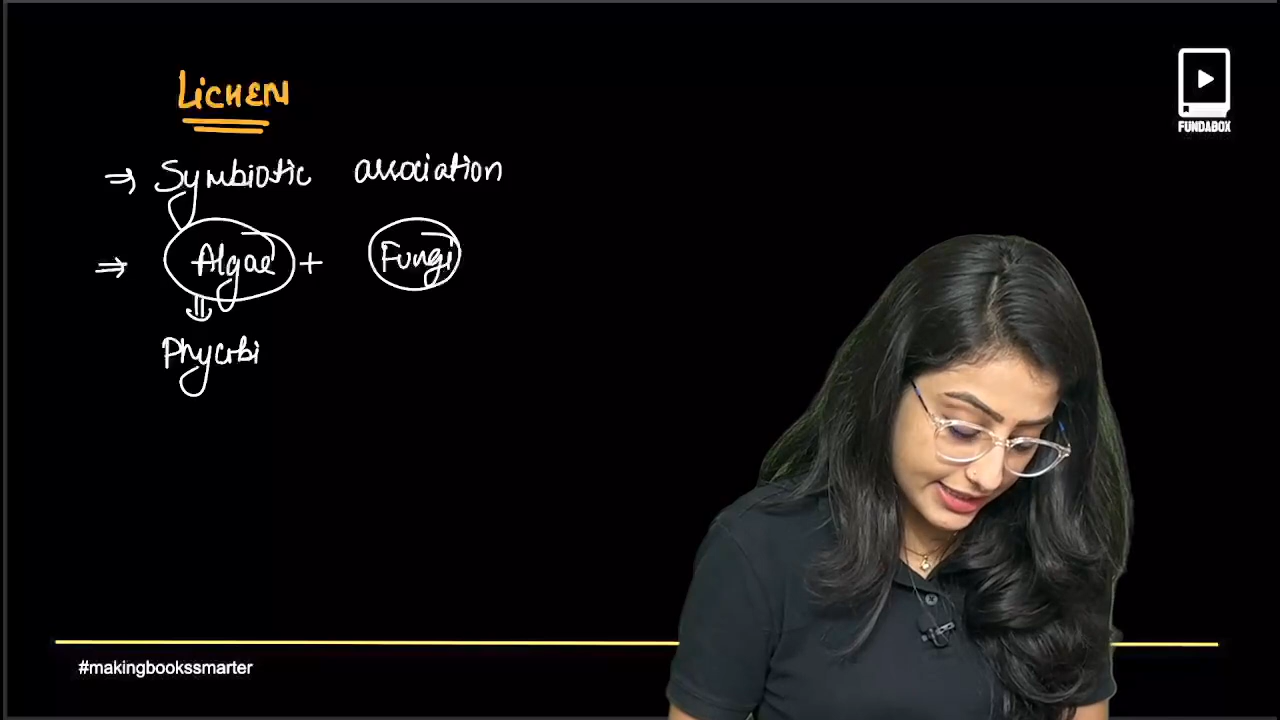 LICHEN
⇒ Symbiotic association
⇒ Algae + Fungi
⇓
Phycobi
FUNDABOX
#makingbookssmarter